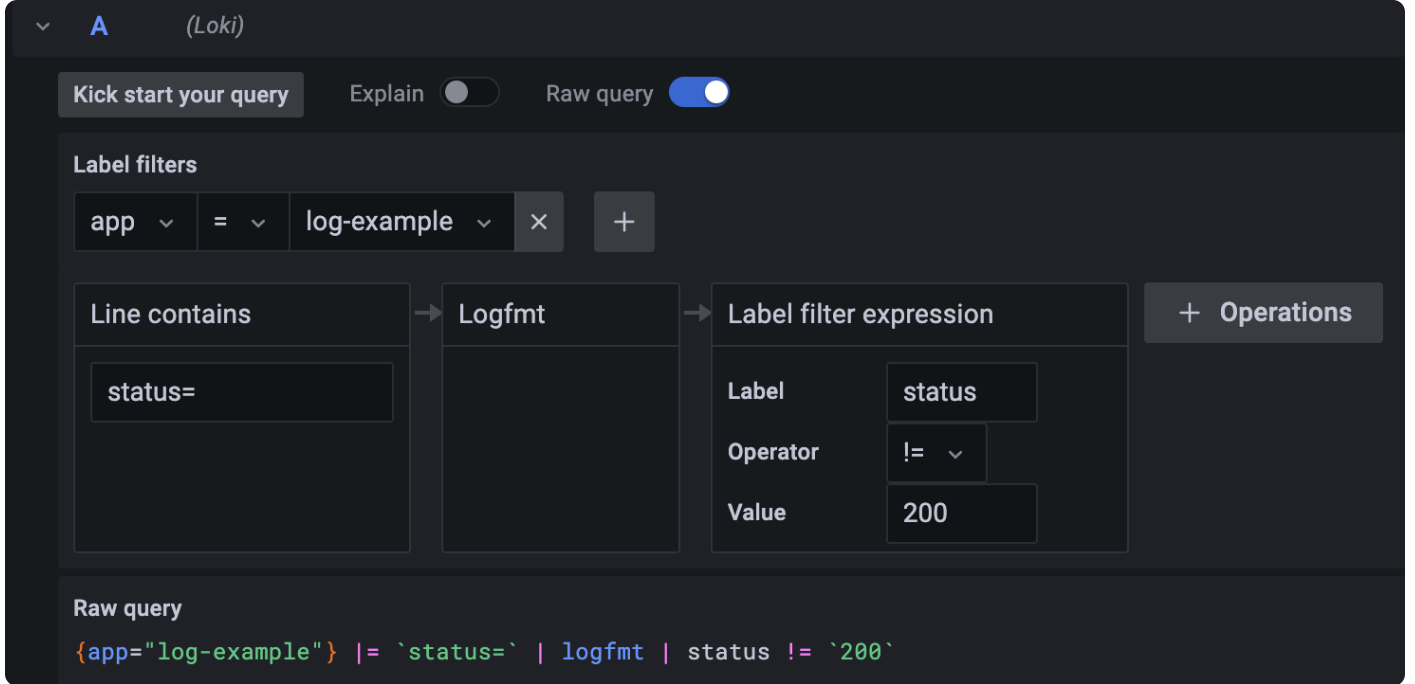 A (Loki)
Kick start your query Explain Raw query
Label filters
app = log-example × +
Line contains Logfmt Label filter expression + Operations
status= Label status
Operator !=
Value 200
Raw query
{app="log-example"} |= `status=` | logfmt | status != `200`